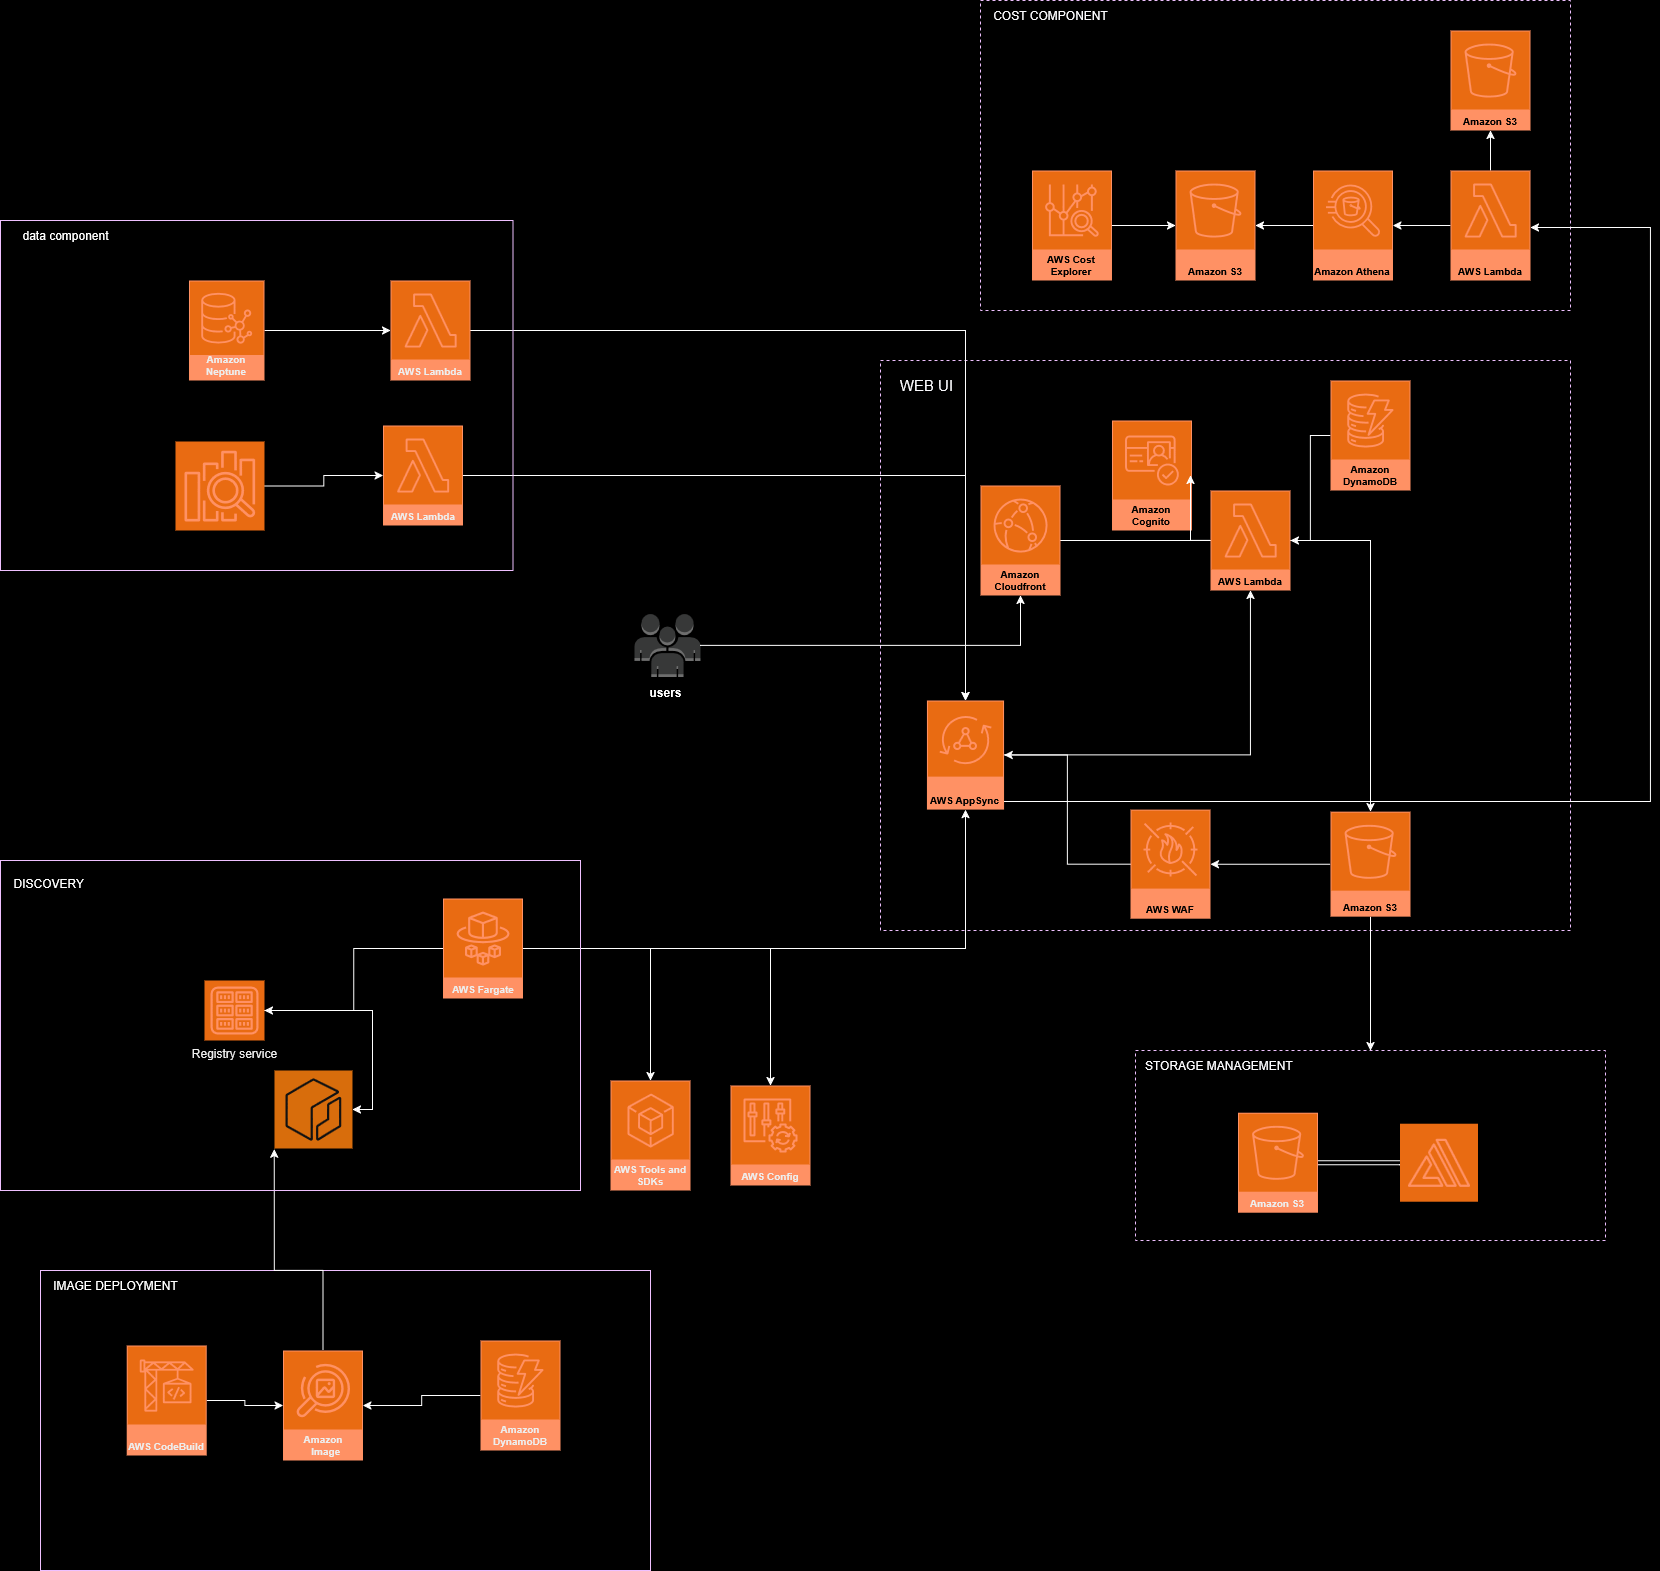 COST COMPONENT
Amazon S3
AWS Cost
Explorer
Amazon S3
Amazon Athena
AWS Lambda
data component
Amazon
Neptune
AWS Lambda
AWS Lambda
WEB UI
Amazon
DynamoDB
Amazon
Cognito
Amazon
Cloudfront
AWS Lambda
users
AWS AppSync
AWS WAF
Amazon S3
DISCOVERY
AWS Fargate
Registry service
AWS Tools and
SDKs
AWS Config
STORAGE MANAGEMENT
Amazon S3
IMAGE DEPLOYMENT
AWS CodeBuild
Amazon
Image
Amazon
DynamoDB